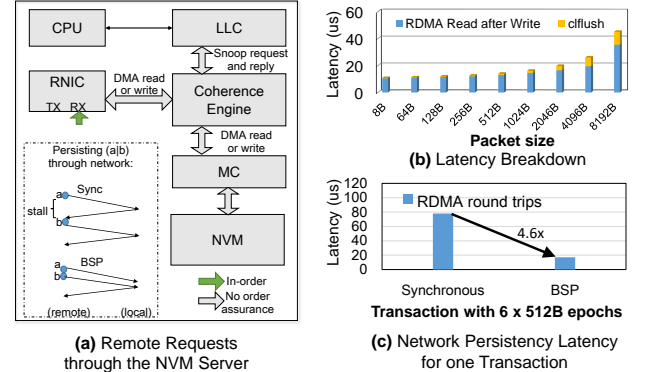 CPU
LLC
Snoop request
and reply
RNIC
TX RX
DMA read
or write
Coherence
Engine
DMA read
or write
MC
NVM
Persisting (a|b)
through network:
Sync
a
stall
b
BSP
a
b
(remote) (local)
In-order
No order
assurance
(a) Remote Requests
through the NVM Server
Latency (us)
60
40
20
0
RDMA Read after Write clflush
8B 64B 128B 256B 512B 1024B 2048B 4096B 8192B
Packet size
(b) Latency Breakdown
Latency (us)
120
100
80
60
40
20
0
RDMA round trips
4.6x
Synchronous BSP
Transaction with 6 x 512B epochs
(c) Network Persistency Latency
for one Transaction